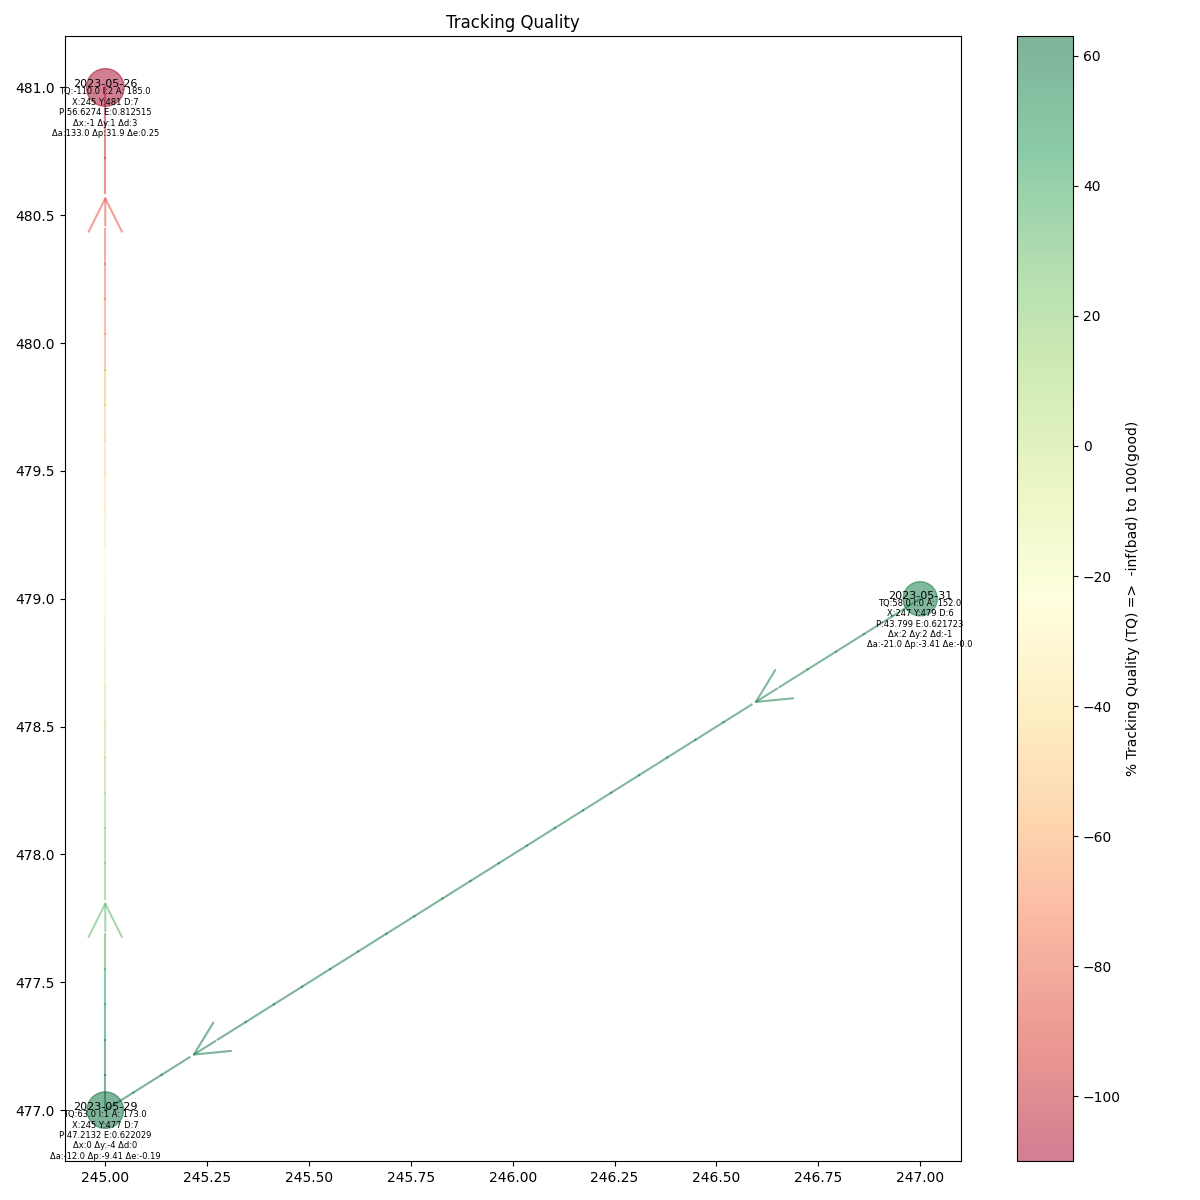 Tracking Quality
2023-05-26
TQ:-110.0 I:2 A: 185.0
X:245 Y:481 D:7
P:56.6274 E:0.812515
Δx:-1 Δy:1 Δd:3
Δa:133.0 Δp:31.9 Δe:0.25
2023-05-31
TQ:58.0 I:0 A: 152.0
X:247 Y:479 D:6
P:43.799 E:0.621723
Δx:2 Δy:2 Δd:-1
Δa:-21.0 Δp:-3.41 Δe:-0.0
2023-05-29
TQ:63.0 I:1 A: 173.0
X:245 Y:477 D:7
P:47.2132 E:0.622029
Δx:0 Δy:-4 Δd:0
Δa:-12.0 Δp:-9.41 Δe:-0.19
481.0
480.5
480.0
479.5
479.0
478.5
478.0
477.5
477.0
245.00 245.25 245.50 245.75 246.00 246.25 246.50 246.75 247.00
60
40
20
0
−20
−40
−60
−80
−100
% Tracking Quality (TQ) => -inf(bad) to 100(good)